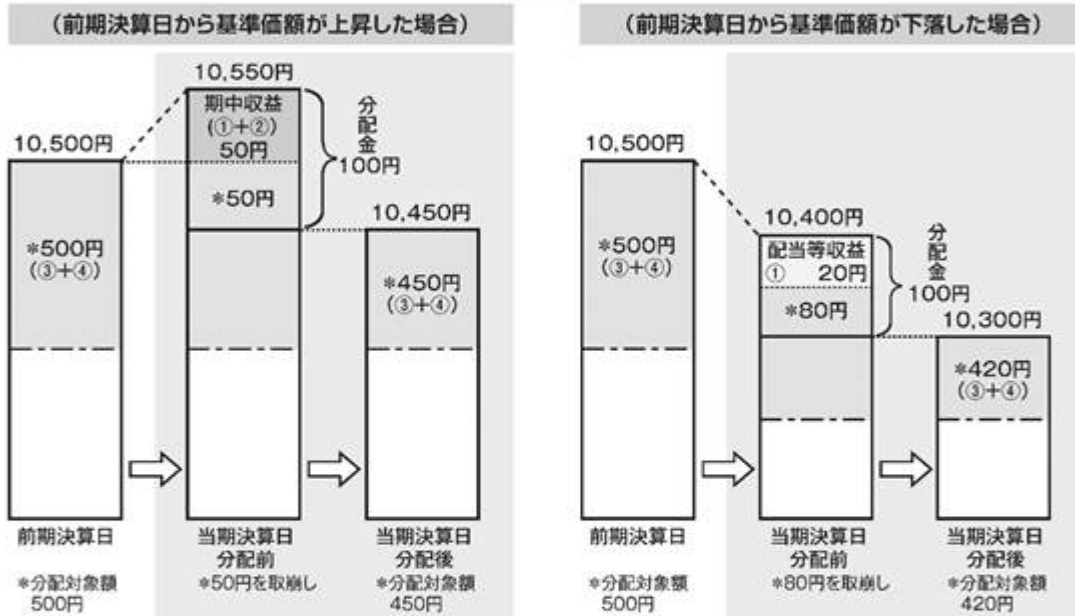 (前期決算日から基準価額が上昇した場合)
10,550円
期中収益
(①+②)
50円
*50円
分配金
100円
10,500円
*500円
(③+④)
10,450円
*450円
(③+④)
前期決算日
当期決算日
分配前
当期決算日
分配後
*分配対象額
500円
*50円を取崩し
*分配対象額
450円
(前期決算日から基準価額が下落した場合)
10,500円
*500円
(③+④)
10,400円
配当等収益
① 20円
*80円
分配金
100円
10,300円
*420円
(③+④)
前期決算日
当期決算日
分配前
当期決算日
分配後
*分配対象額
500円
*80円を取崩し
*分配対象額
420円